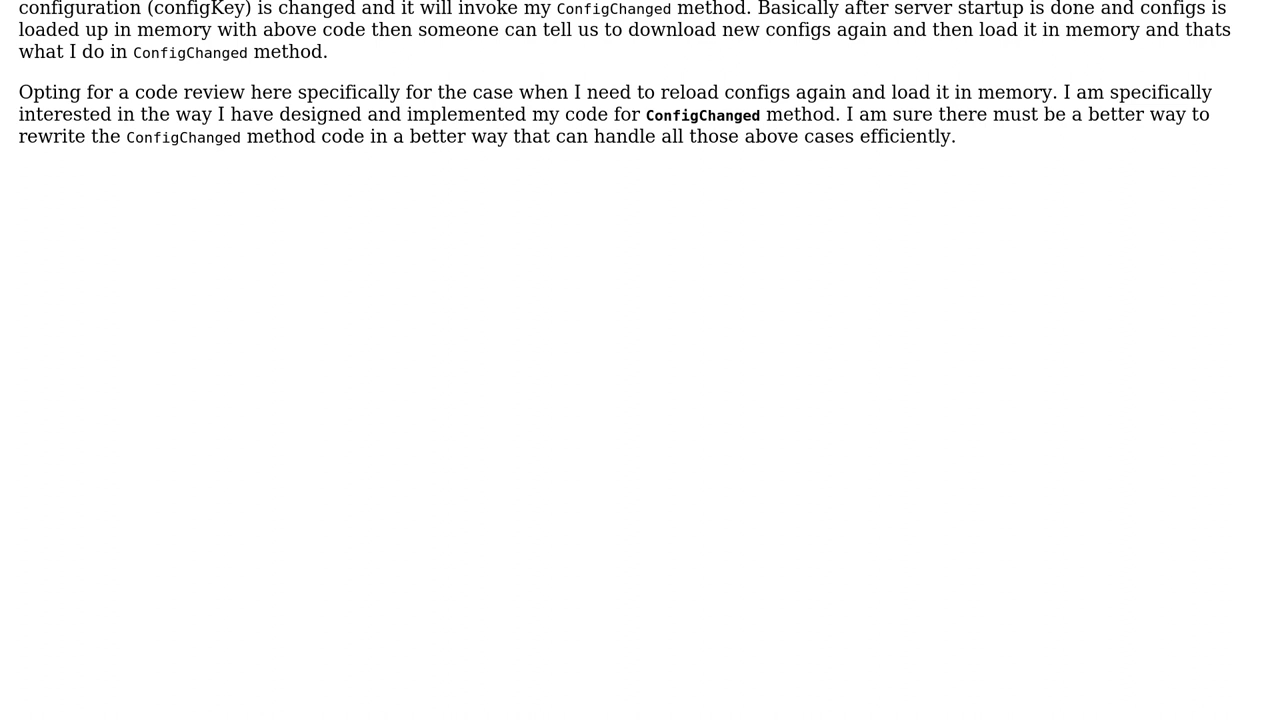 configuration (configKey) is changed and it will invoke my ConfigChanged method. Basically after server startup is done and configs is
loaded up in memory with above code then someone can tell us to download new configs again and then load it in memory and thats
what I do in ConfigChanged method.
Opting for a code review here specifically for the case when I need to reload configs again and load it in memory. I am specifically
interested in the way I have designed and implemented my code for ConfigChanged method. I am sure there must be a better way to
rewrite the ConfigChanged method code in a better way that can handle all those above cases efficiently.